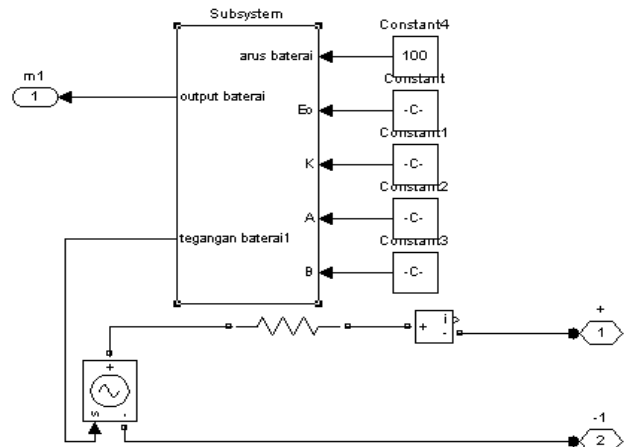 Subsystem
Constant4
arus baterai
100
m1
1
output baterai
Constant
Eo
-C-
Constant1
K
-C-
Constant2
A
-C-
Constant3
tegangan baterai1
B
-C-
+
i
+
-
1
+
s
-
-1
2